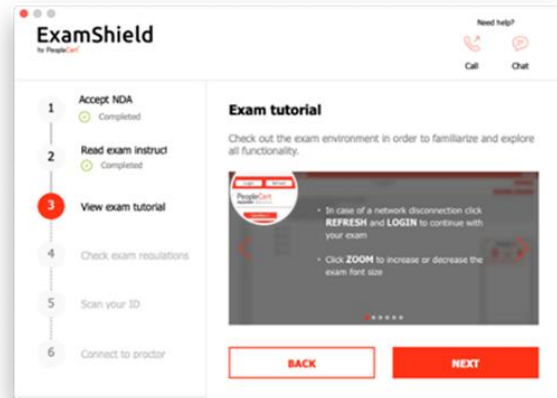 ExamShield
by PeopleCert
Need help?
Call
Chat
1
Accept NDA
Completed
2
Read exam instruct
Completed
3
View exam tutorial
4
Check exam regulations
5
Scan your ID
6
Connect to proctor
Exam tutorial
Check out the exam environment in order to familiarize and explore
all functionality.
PeopleCert
• In case of a network disconnection click
REFRESH and LOGIN to continue with
your exam
• Click ZOOM to increase or decrease the
exam font size
BACK
NEXT